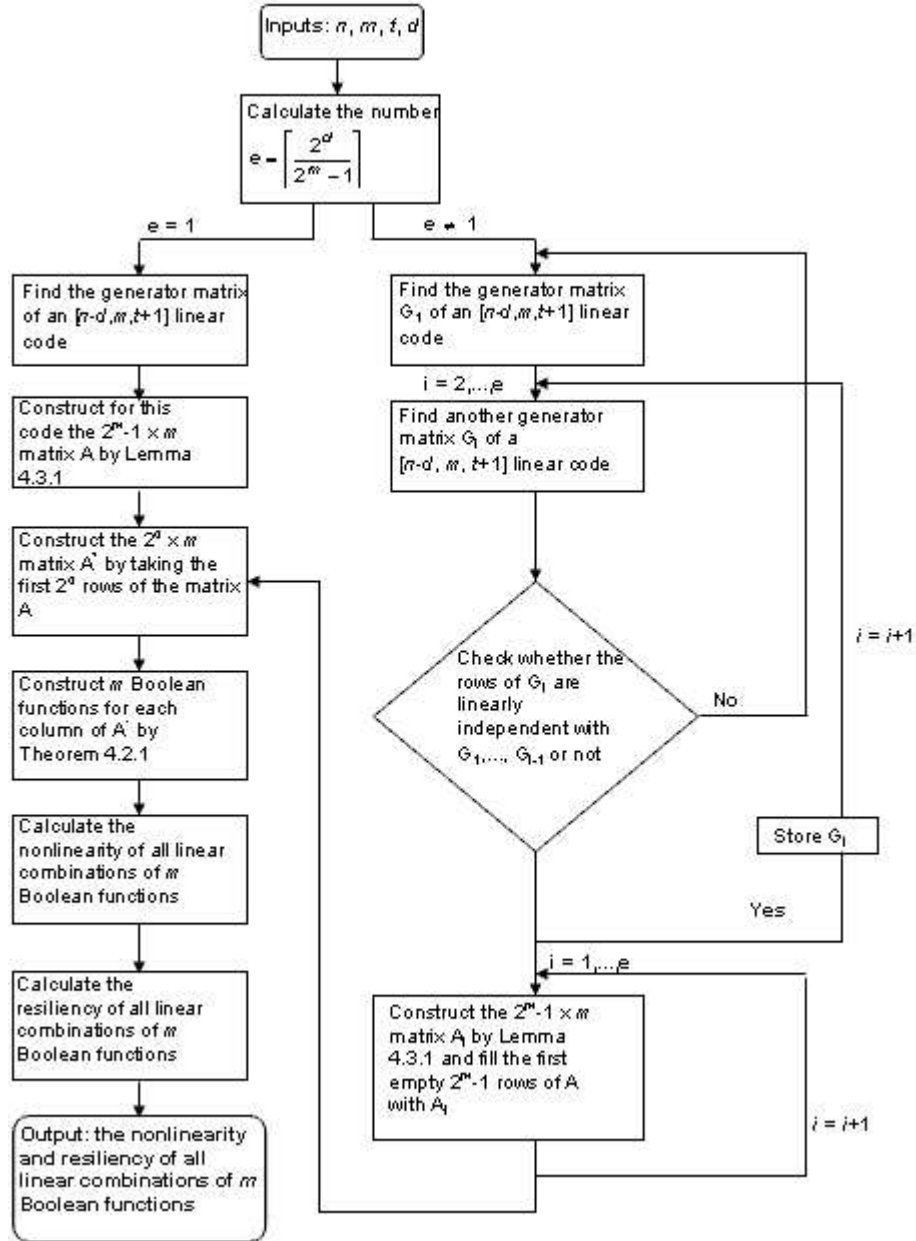 Inputs: n, m, t, d
Calculate the number
e = ⌈2^d / (2^m − 1)⌉
e = 1
e ≠ 1
Find the generator matrix
of an [n-d,m,t+1] linear
code
Construct for this
code the 2^m-1 × m
matrix A by Lemma
4.3.1
Construct the 2^d × m
matrix A` by taking the
first 2^d rows of the matrix
A
Construct m Boolean
functions for each
column of A` by
Theorem 4.2.1
Calculate the
nonlinearity of all linear
combinations of m
Boolean functions
Calculate the
resiliency of all linear
combinations of m
Boolean functions
Output: the nonlinearity
and resiliency of all
linear combinations of m
Boolean functions
Find the generator matrix
G₁ of an [n-d,m,t+1] linear
code
i = 2,...,e
Find another generator
matrix Gᵢ of a
[n-d, m, t+1] linear code
Check whether the
rows of Gᵢ are
linearly
independent with
G₁,..., Gᵢ₋₁ or not
No
i = i+1
Store Gᵢ
Yes
i = 1,...,e
Construct the 2^m-1 × m
matrix Aᵢ by Lemma
4.3.1 and fill the first
empty 2^m-1 rows of A
with Aᵢ
i = i+1